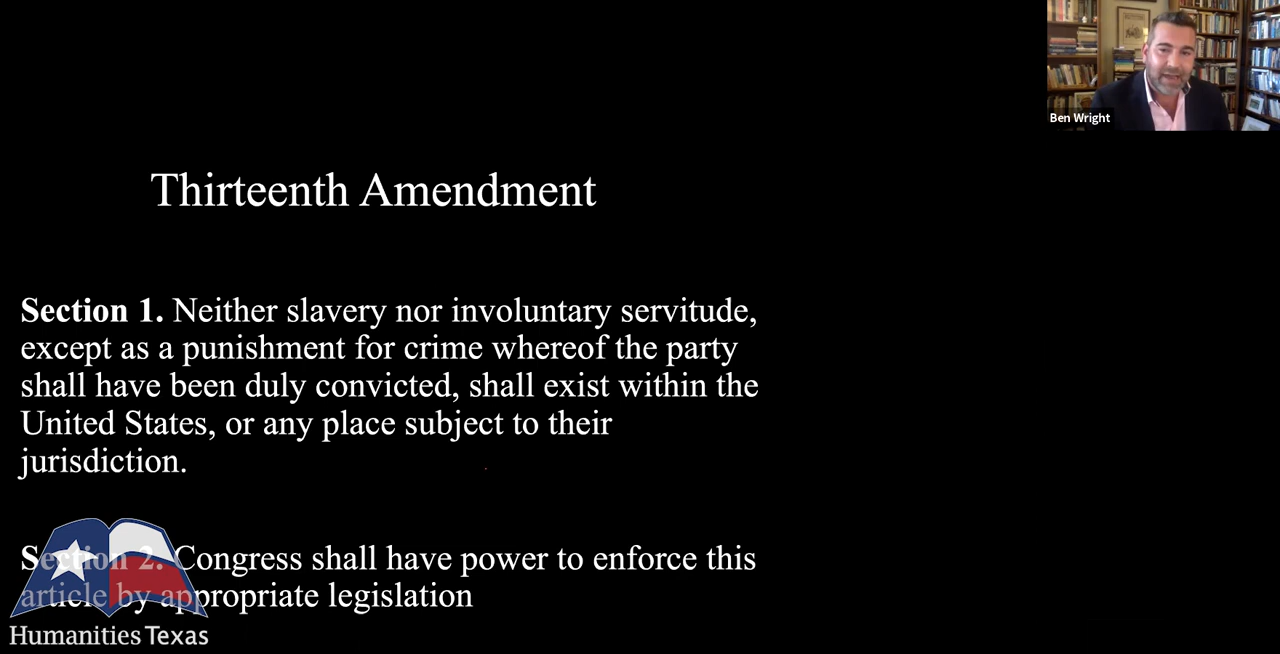 Ben Wright
Thirteenth Amendment
Section 1. Neither slavery nor involuntary servitude,
except as a punishment for crime whereof the party
shall have been duly convicted, shall exist within the
United States, or any place subject to their
jurisdiction.
Section 2. Congress shall have power to enforce this
article by appropriate legislation
Humanities Texas